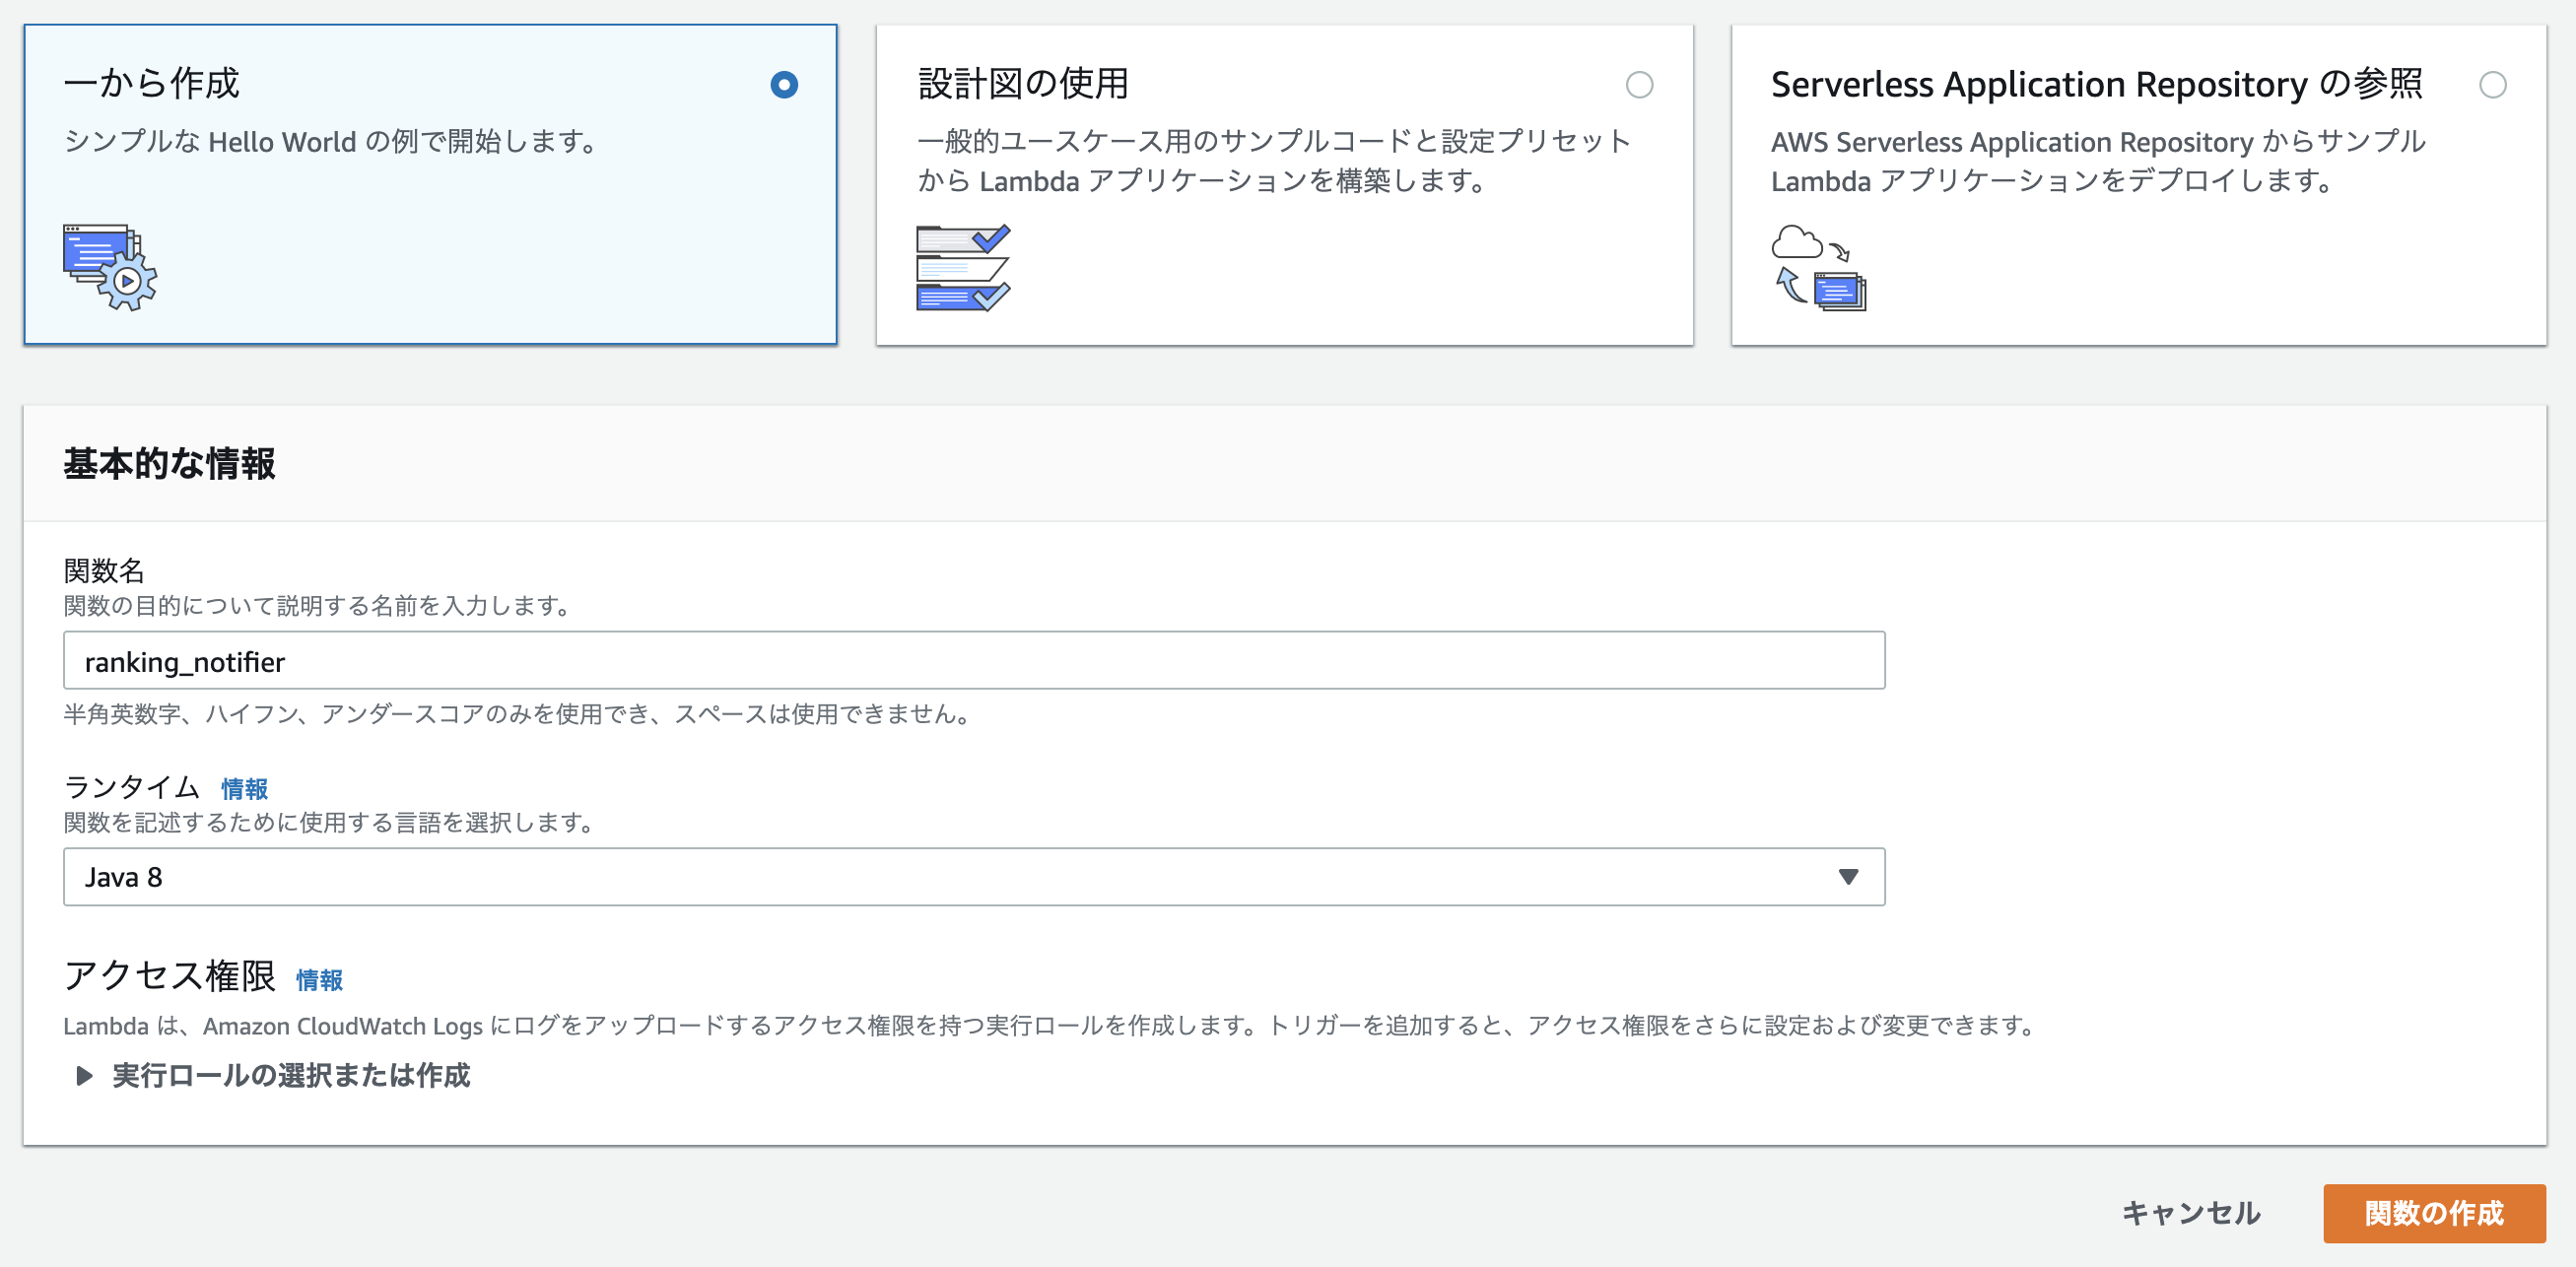 一から作成
シンプルな Hello World の例で開始します。
設計図の使用
一般的ユースケース用のサンプルコードと設定プリセット
から Lambda アプリケーションを構築します。
Serverless Application Repository の参照
AWS Serverless Application Repository からサンプル
Lambda アプリケーションをデプロイします。
基本的な情報
関数名
関数の目的について説明する名前を入力します。
ranking_notifier
半角英数字、ハイフン、アンダースコアのみを使用でき、スペースは使用できません。
ランタイム 情報
関数を記述するために使用する言語を選択します。
Java 8
アクセス権限 情報
Lambda は、Amazon CloudWatch Logs にログをアップロードするアクセス権限を持つ実行ロールを作成します。トリガーを追加すると、アクセス権限をさらに設定および変更できます。
実行ロールの選択または作成
キャンセル 関数の作成